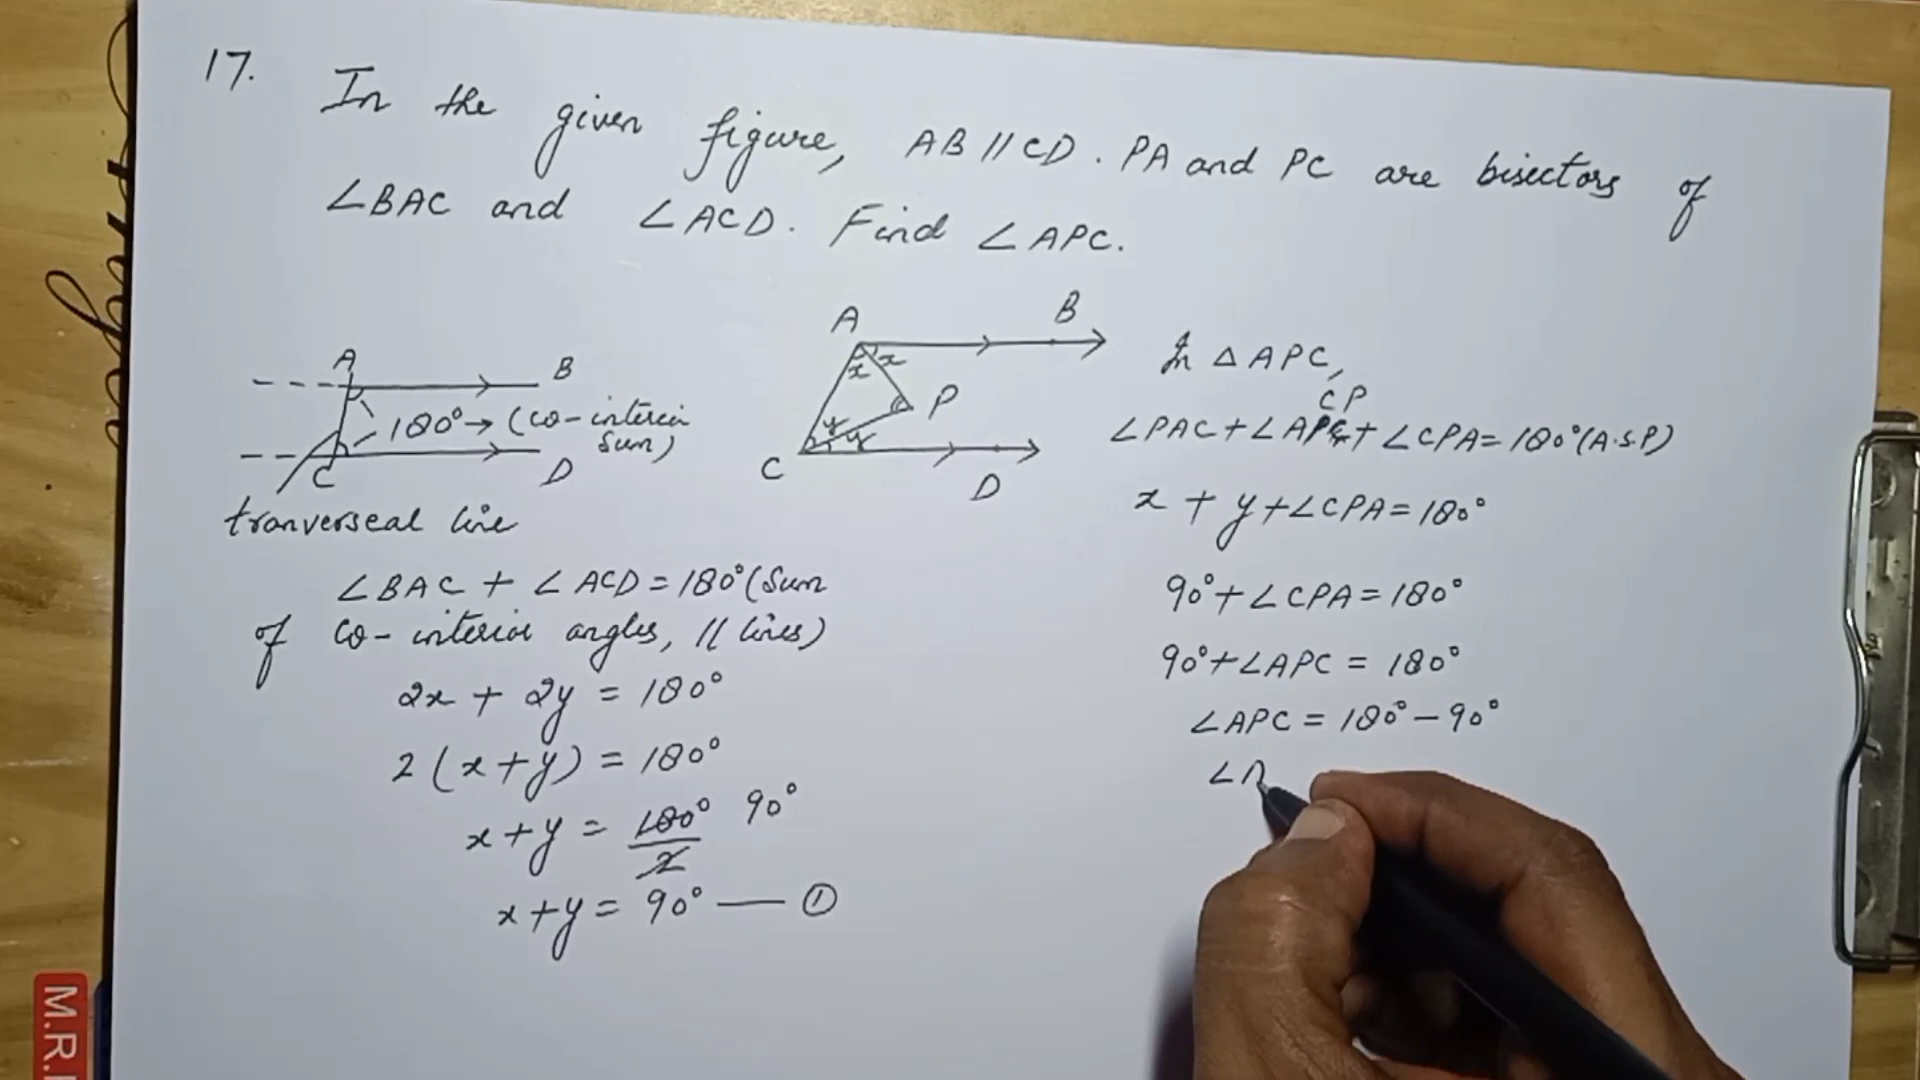 17. In the given figure, AB // CD. PA and PC are bisectors of
∠BAC and ∠ACD. Find ∠APC.
A B
180° → (co-interior
Sum)
C D
tranverseal line
∠BAC + ∠ACD = 180° (Sum
of co-interior angles, // lines)
2x + 2y = 180°
2(x+y) = 180°
x+y = 180° 90°
2
x+y = 90° — ①
A B
x x
P
y y
C D
In △APC,
CP
∠PAC + ∠A + ∠CPA = 180° (A.S.P)
x + y + ∠CPA = 180°
90° + ∠CPA = 180°
90° + ∠APC = 180°
∠APC = 180° – 90°
∠A
M.R.